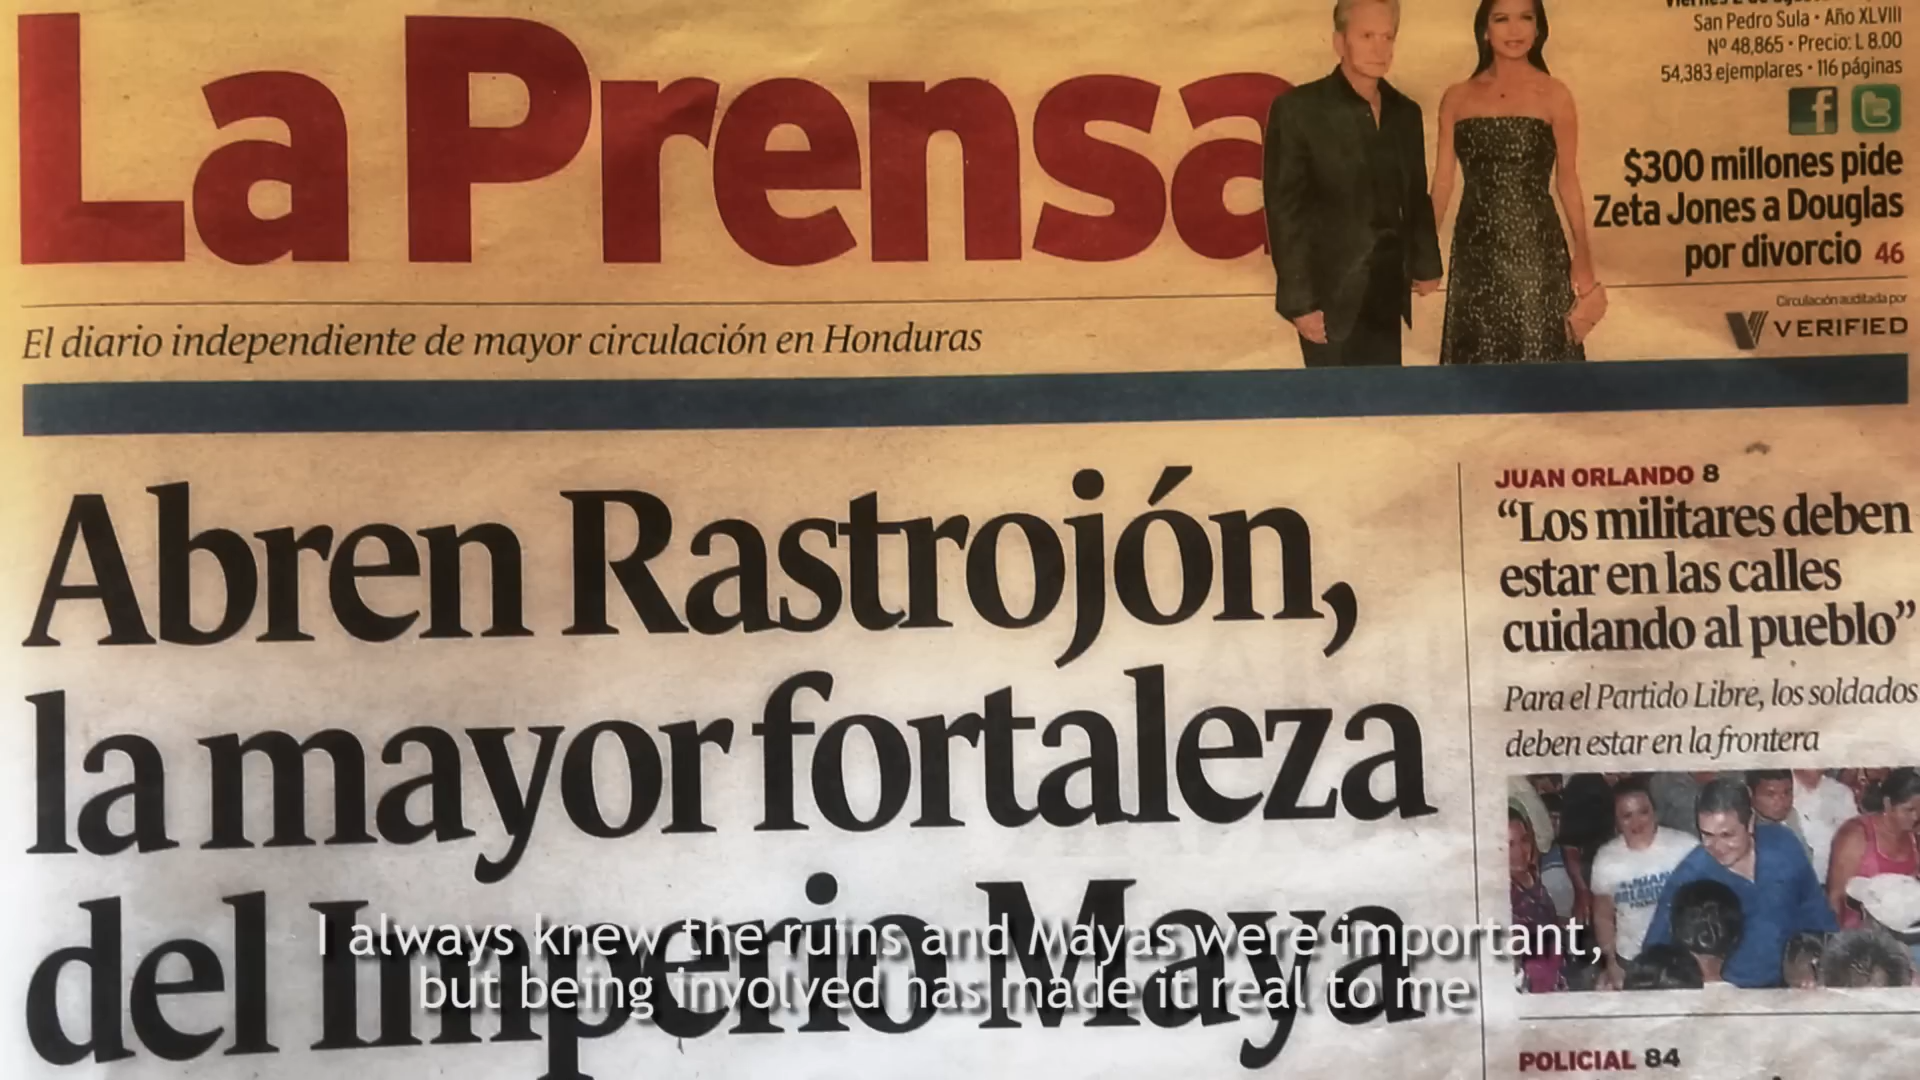 La Prensa
San Pedro Sula • Año XLVIII
Nº 48,865 • Precio: L 8.00
54,383 ejemplares • 116 páginas
$300 millones pide
Zeta Jones a Douglas
por divorcio 46
Circulación auditada por
VERIFIED
El diario independiente de mayor circulación en Honduras
Abren Rastrojón,
la mayor fortaleza
del Imperio Maya
JUAN ORLANDO 8
“Los militares deben
estar en las calles
cuidando al pueblo”
Para el Partido Libre, los soldados
deben estar en la frontera
POLICIAL 84
I always knew the ruins and Mayas were important,
but being involved has made it real to me